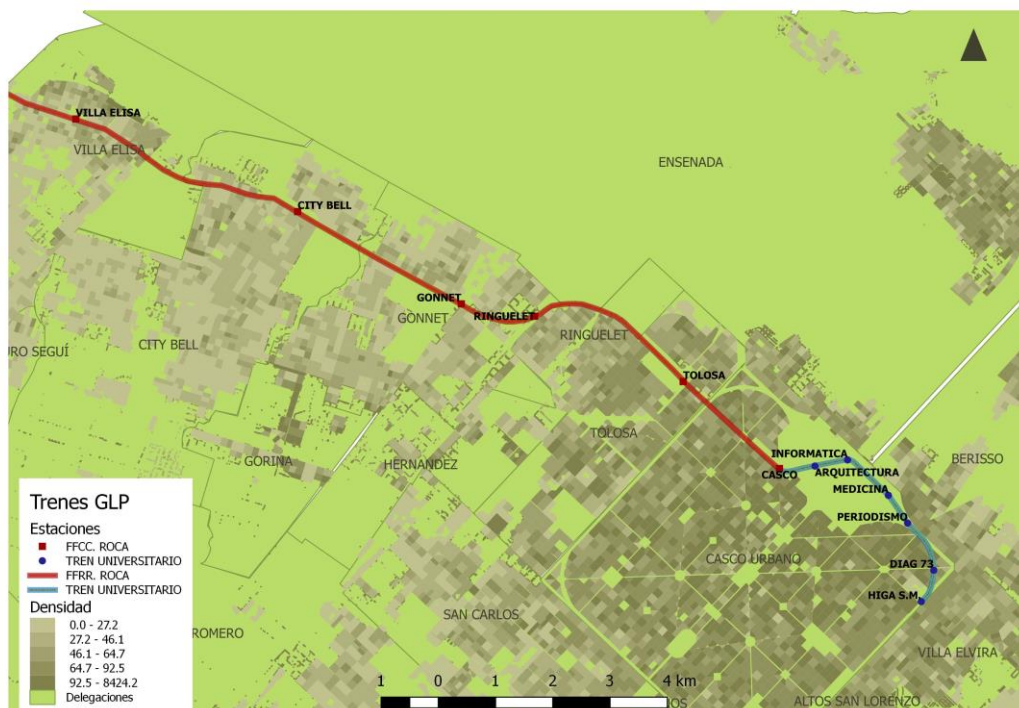 VILLA ELISA
VILLA ELISA
ENSENADA
CITY BELL
GONNET
GONNET
RINGUELET
RINGUELET
CITY BELL
TOLOSA
TOLOSA
GORINA
HERNANDEZ
INFORMATICA
CASCO
ARQUITECTURA
BERISSO
MEDICINA
PERIODISMO
CASCO URBANO
DIAG 73
HIGA S.M.
SAN CARLOS
ROMERO
VILLA ELVIRA
ALTOS SAN LORENZO
Trenes GLP
Estaciones
FFCC. ROCA
TREN UNIVERSITARIO
FFRR. ROCA
TREN UNIVERSITARIO
Densidad
0.0 - 27.2
27.2 - 46.1
46.1 - 64.7
64.7 - 92.5
92.5 - 8424.2
Delegaciones
1 0 1 2 3 4 km